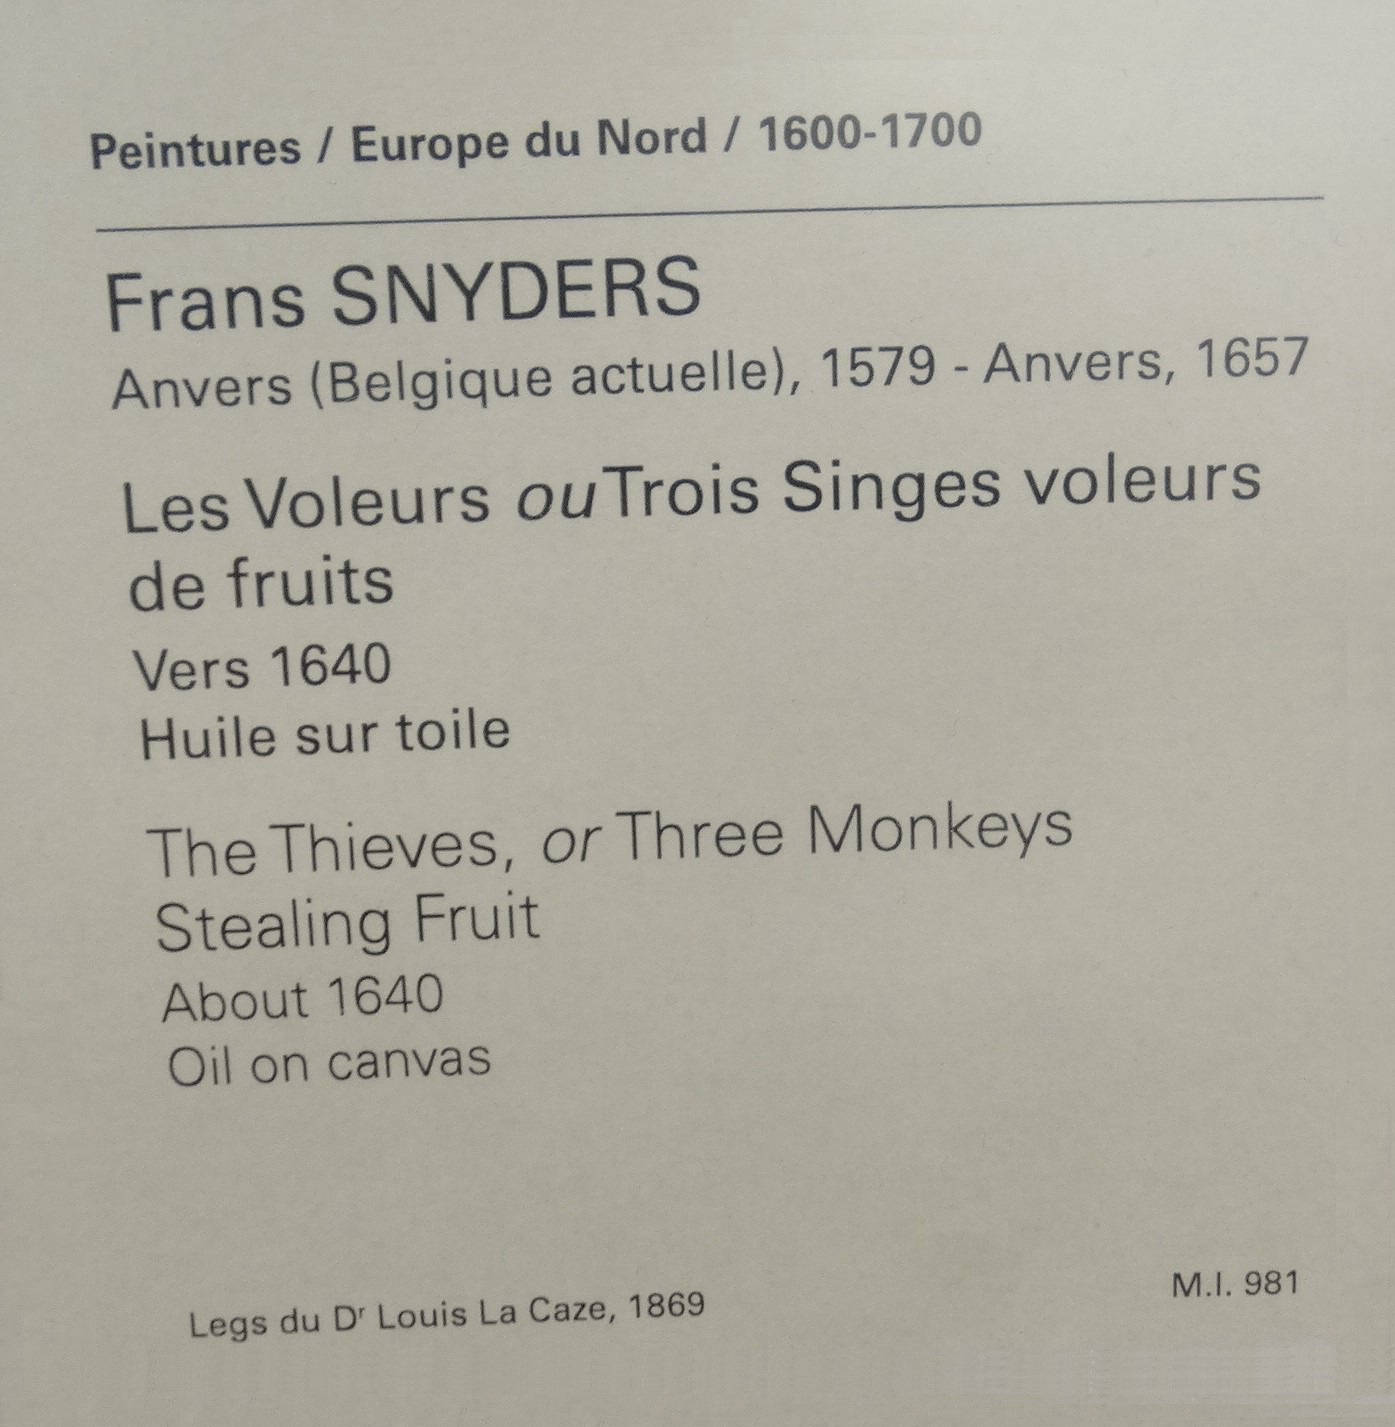 Peintures / Europe du Nord / 1600-1700
Frans SNYDERS
Anvers (Belgique actuelle), 1579 - Anvers, 1657
Les Voleurs ou Trois Singes voleurs
de fruits
Vers 1640
Huile sur toile
The Thieves, or Three Monkeys
Stealing Fruit
About 1640
Oil on canvas
Legs du Dr Louis La Caze, 1869
M.I. 981